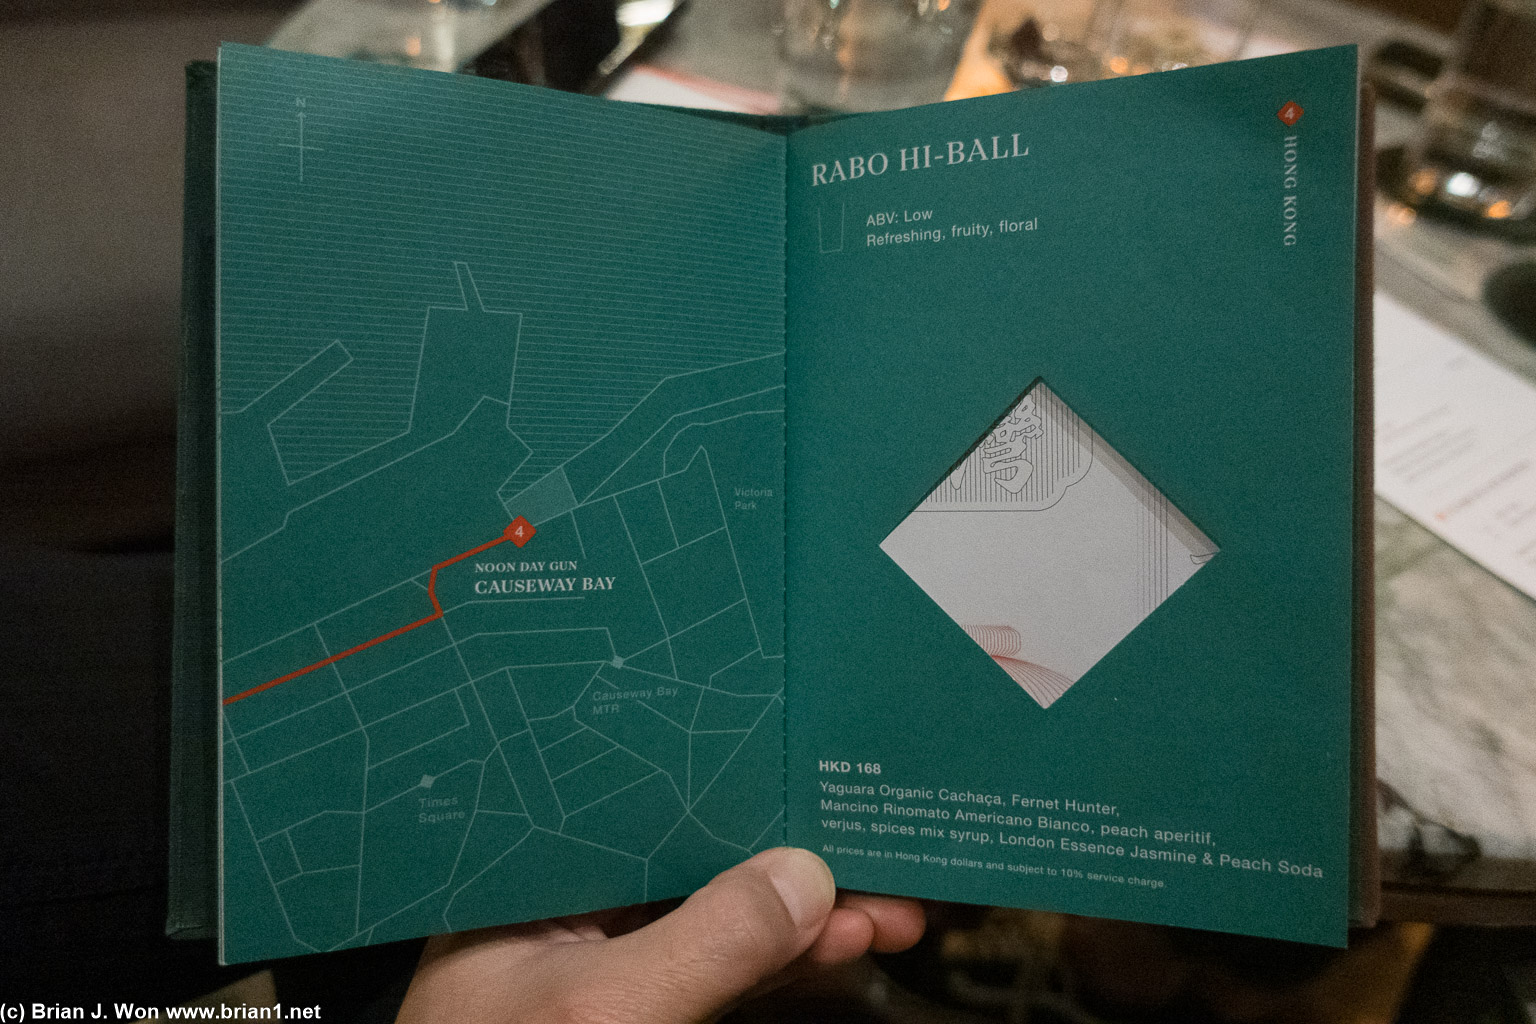 N
Victoria
Park
4
NOON DAY GUN
CAUSEWAY BAY
Causeway Bay
MTR
Times
Square
RABO HI-BALL
4 HONG KONG
ABV: Low
Refreshing, fruity, floral
灣
HKD 168
Yaguara Organic Cachaça, Fernet Hunter,
Mancino Rinomato Americano Bianco, peach aperitif,
verjus, spices mix syrup, London Essence Jasmine & Peach Soda
All prices are in Hong Kong dollars and subject to 10% service charge.
(c) Brian J. Won www.brian1.net